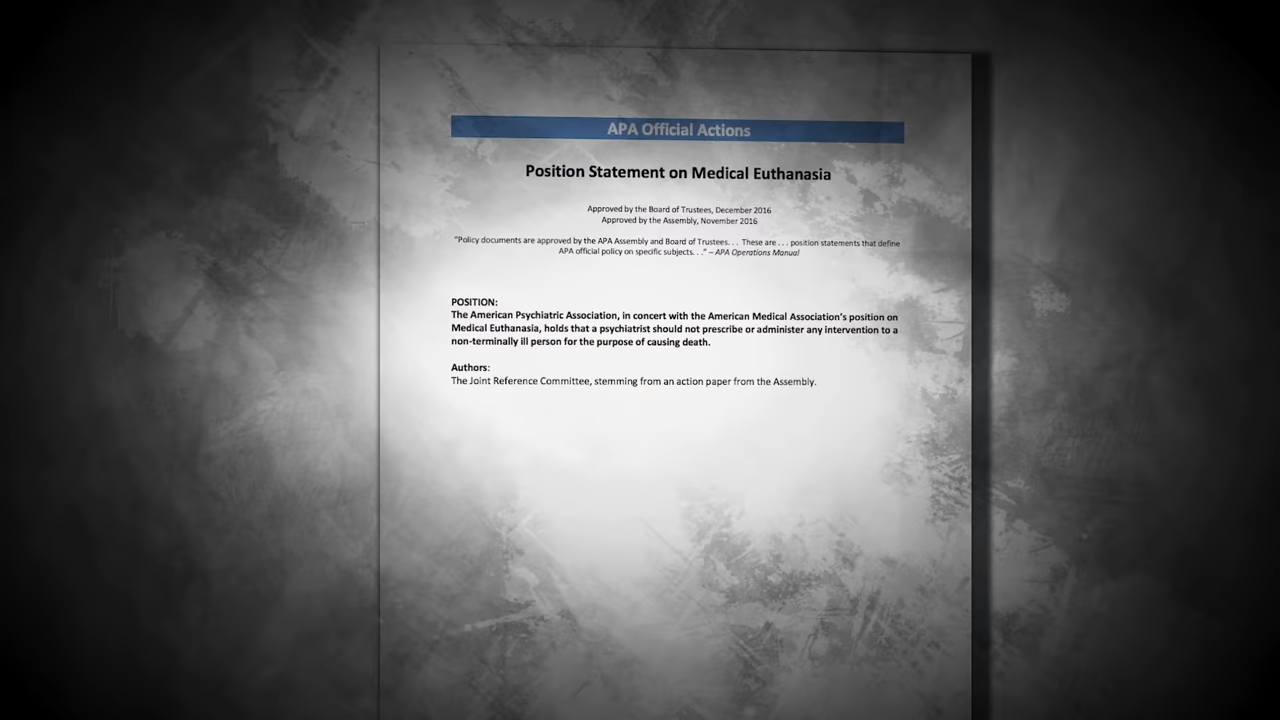 APA Official Actions
Position Statement on Medical Euthanasia
Approved by the Board of Trustees, December 2016
Approved by the Assembly, November 2016
"Policy documents are approved by the APA Assembly and Board of Trustees. . . These are . . . position statements that define
APA official policy on specific subjects. . ." – APA Operations Manual
POSITION:
The American Psychiatric Association, in concert with the American Medical Association's position on
Medical Euthanasia, holds that a psychiatrist should not prescribe or administer any intervention to a
non-terminally ill person for the purpose of causing death.
Authors:
The Joint Reference Committee, stemming from an action paper from the Assembly.